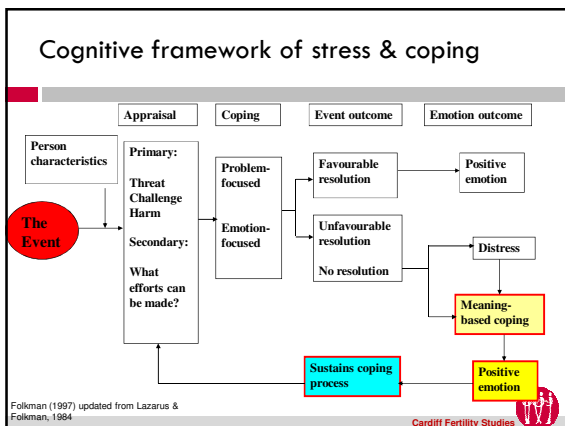 Cognitive framework of stress & coping
Appraisal
Coping
Event outcome
Emotion outcome
Person
characteristics
The
Event
Primary:
Threat
Challenge
Harm
Secondary:
What
efforts can
be made?
Problem-
focused
Emotion-
focused
Favourable
resolution
Unfavourable
resolution
No resolution
Positive
emotion
Distress
Meaning-
based coping
Positive
emotion
Sustains coping
process
Folkman (1997) updated from Lazarus &
Folkman, 1984
Cardiff Fertility Studies